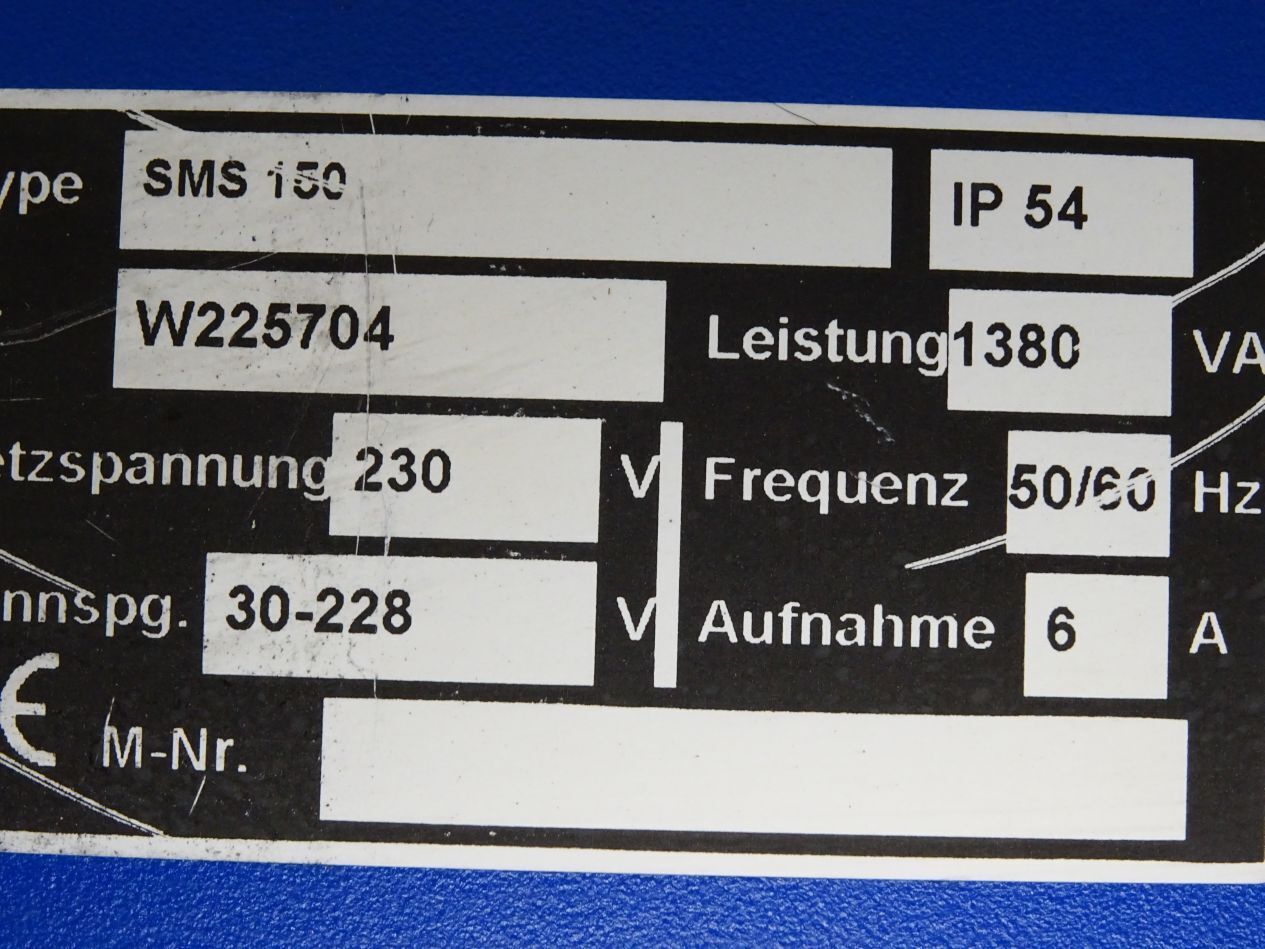 ype SMS 150 IP 54
W225704 Leistung 1380 VA
etzspannung 230 V Frequenz 50/60 Hz
nnspg. 30-228 V Aufnahme 6 A
CE M-Nr.